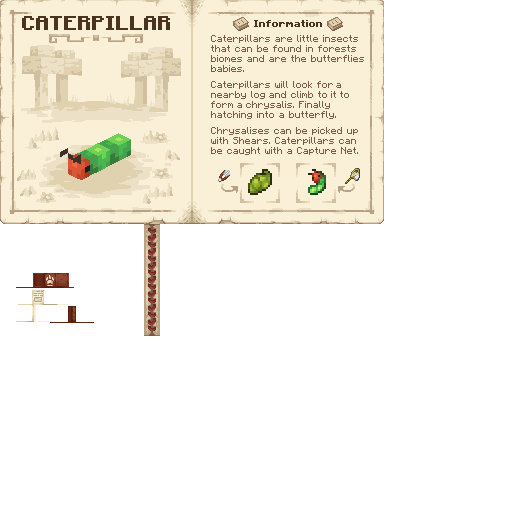 CATERPILLAR
Information
Caterpillars are little insects
that can be found in forests
biomes and are the butterflies
babies.
Caterpillars will look for a
nearby log and climb to it to
form a chrysalis. Finally
hatching into a butterfly.
Chrysalises can be picked up
with Shears. Caterpillars can
be caught with a Capture Net.